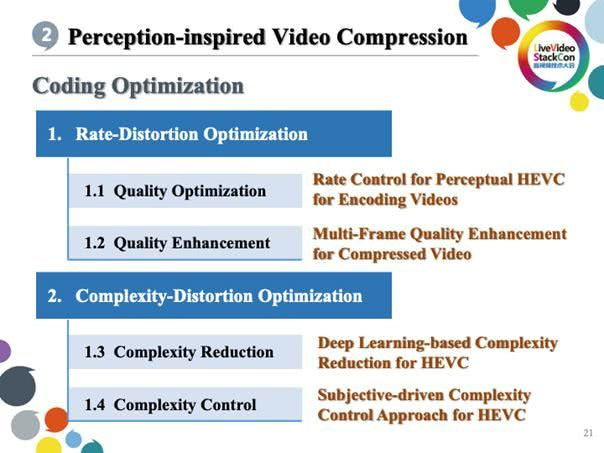 2 Perception-inspired Video Compression
LiveVideo
StackCon
音视频技术大会
Coding Optimization
1. Rate-Distortion Optimization
1.1 Quality Optimization
Rate Control for Perceptual HEVC
for Encoding Videos
1.2 Quality Enhancement
Multi-Frame Quality Enhancement
for Compressed Video
2. Complexity-Distortion Optimization
1.3 Complexity Reduction
Deep Learning-based Complexity
Reduction for HEVC
1.4 Complexity Control
Subjective-driven Complexity
Control Approach for HEVC
21